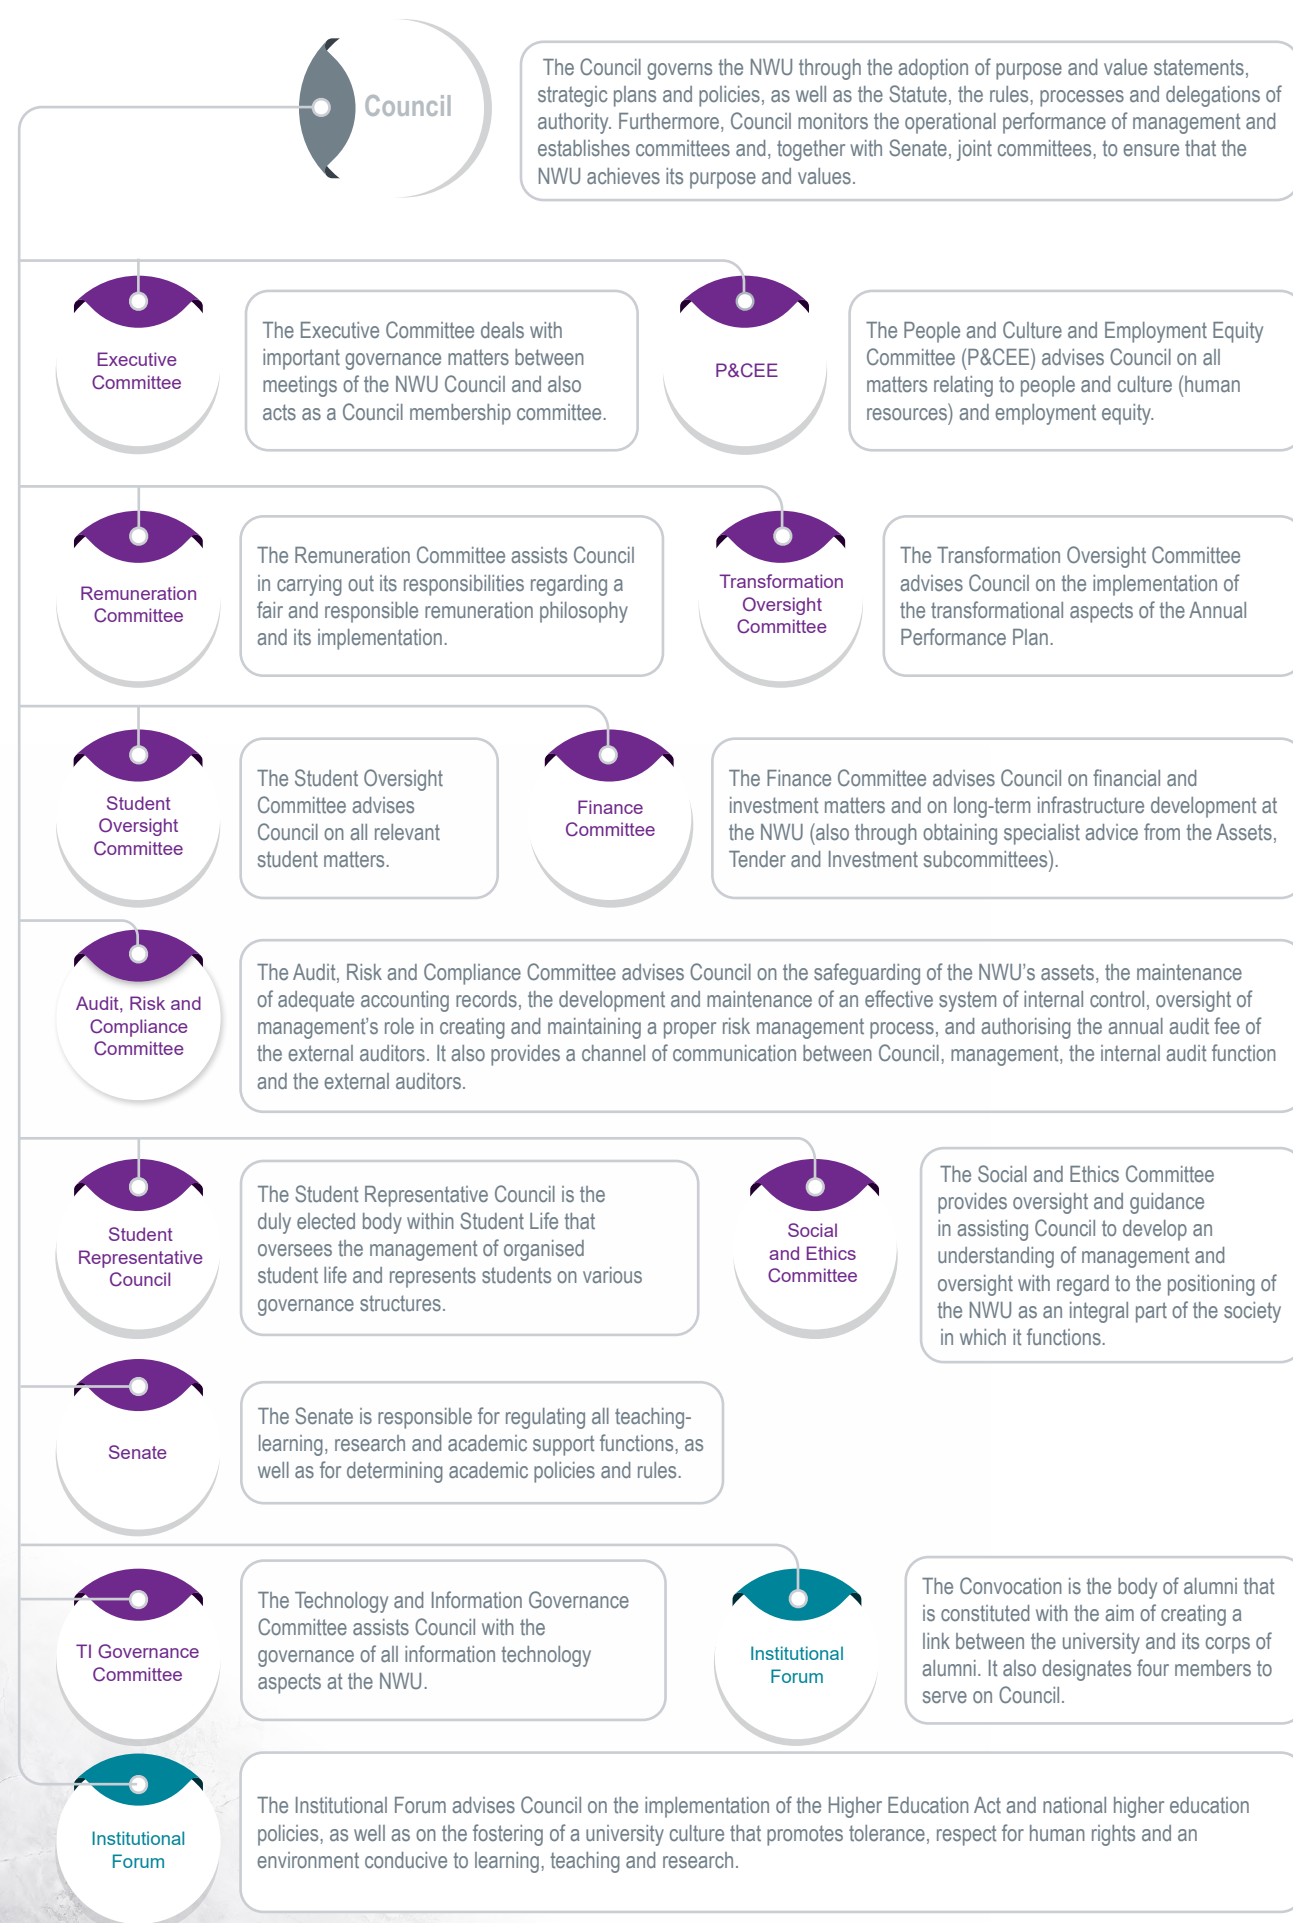 Council
The Council governs the NWU through the adoption of purpose and value statements,
strategic plans and policies, as well as the Statute, the rules, processes and delegations of
authority. Furthermore, Council monitors the operational performance of management and
establishes committees and, together with Senate, joint committees, to ensure that the
NWU achieves its purpose and values.
Executive
Committee
The Executive Committee deals with
important governance matters between
meetings of the NWU Council and also
acts as a Council membership committee.
P&CEE
The People and Culture and Employment Equity
Committee (P&CEE) advises Council on all
matters relating to people and culture (human
resources) and employment equity.
Remuneration
Committee
The Remuneration Committee assists Council
in carrying out its responsibilities regarding a
fair and responsible remuneration philosophy
and its implementation.
Transformation
Oversight
Committee
The Transformation Oversight Committee
advises Council on the implementation of
the transformational aspects of the Annual
Performance Plan.
Student
Oversight
Committee
The Student Oversight
Committee advises
Council on all relevant
student matters.
Finance
Committee
The Finance Committee advises Council on financial and
investment matters and on long-term infrastructure development at
the NWU (also through obtaining specialist advice from the Assets,
Tender and Investment subcommittees).
Audit, Risk and
Compliance
Committee
The Audit, Risk and Compliance Committee advises Council on the safeguarding of the NWU’s assets, the maintenance
of adequate accounting records, the development and maintenance of an effective system of internal control, oversight of
management’s role in creating and maintaining a proper risk management process, and authorising the annual audit fee of
the external auditors. It also provides a channel of communication between Council, management, the internal audit function
and the external auditors.
Student
Representative
Council
The Student Representative Council is the
duly elected body within Student Life that
oversees the management of organised
student life and represents students on various
governance structures.
Social
and Ethics
Committee
The Social and Ethics Committee
provides oversight and guidance
in assisting Council to develop an
understanding of management and
oversight with regard to the positioning of
the NWU as an integral part of the society
in which it functions.
Senate
The Senate is responsible for regulating all teaching-
learning, research and academic support functions, as
well as for determining academic policies and rules.
TI Governance
Committee
The Technology and Information Governance
Committee assists Council with the
governance of all information technology
aspects at the NWU.
Institutional
Forum
The Convocation is the body of alumni that
is constituted with the aim of creating a
link between the university and its corps of
alumni. It also designates four members to
serve on Council.
Institutional
Forum
The Institutional Forum advises Council on the implementation of the Higher Education Act and national higher education
policies, as well as on the fostering of a university culture that promotes tolerance, respect for human rights and an
environment conducive to learning, teaching and research.